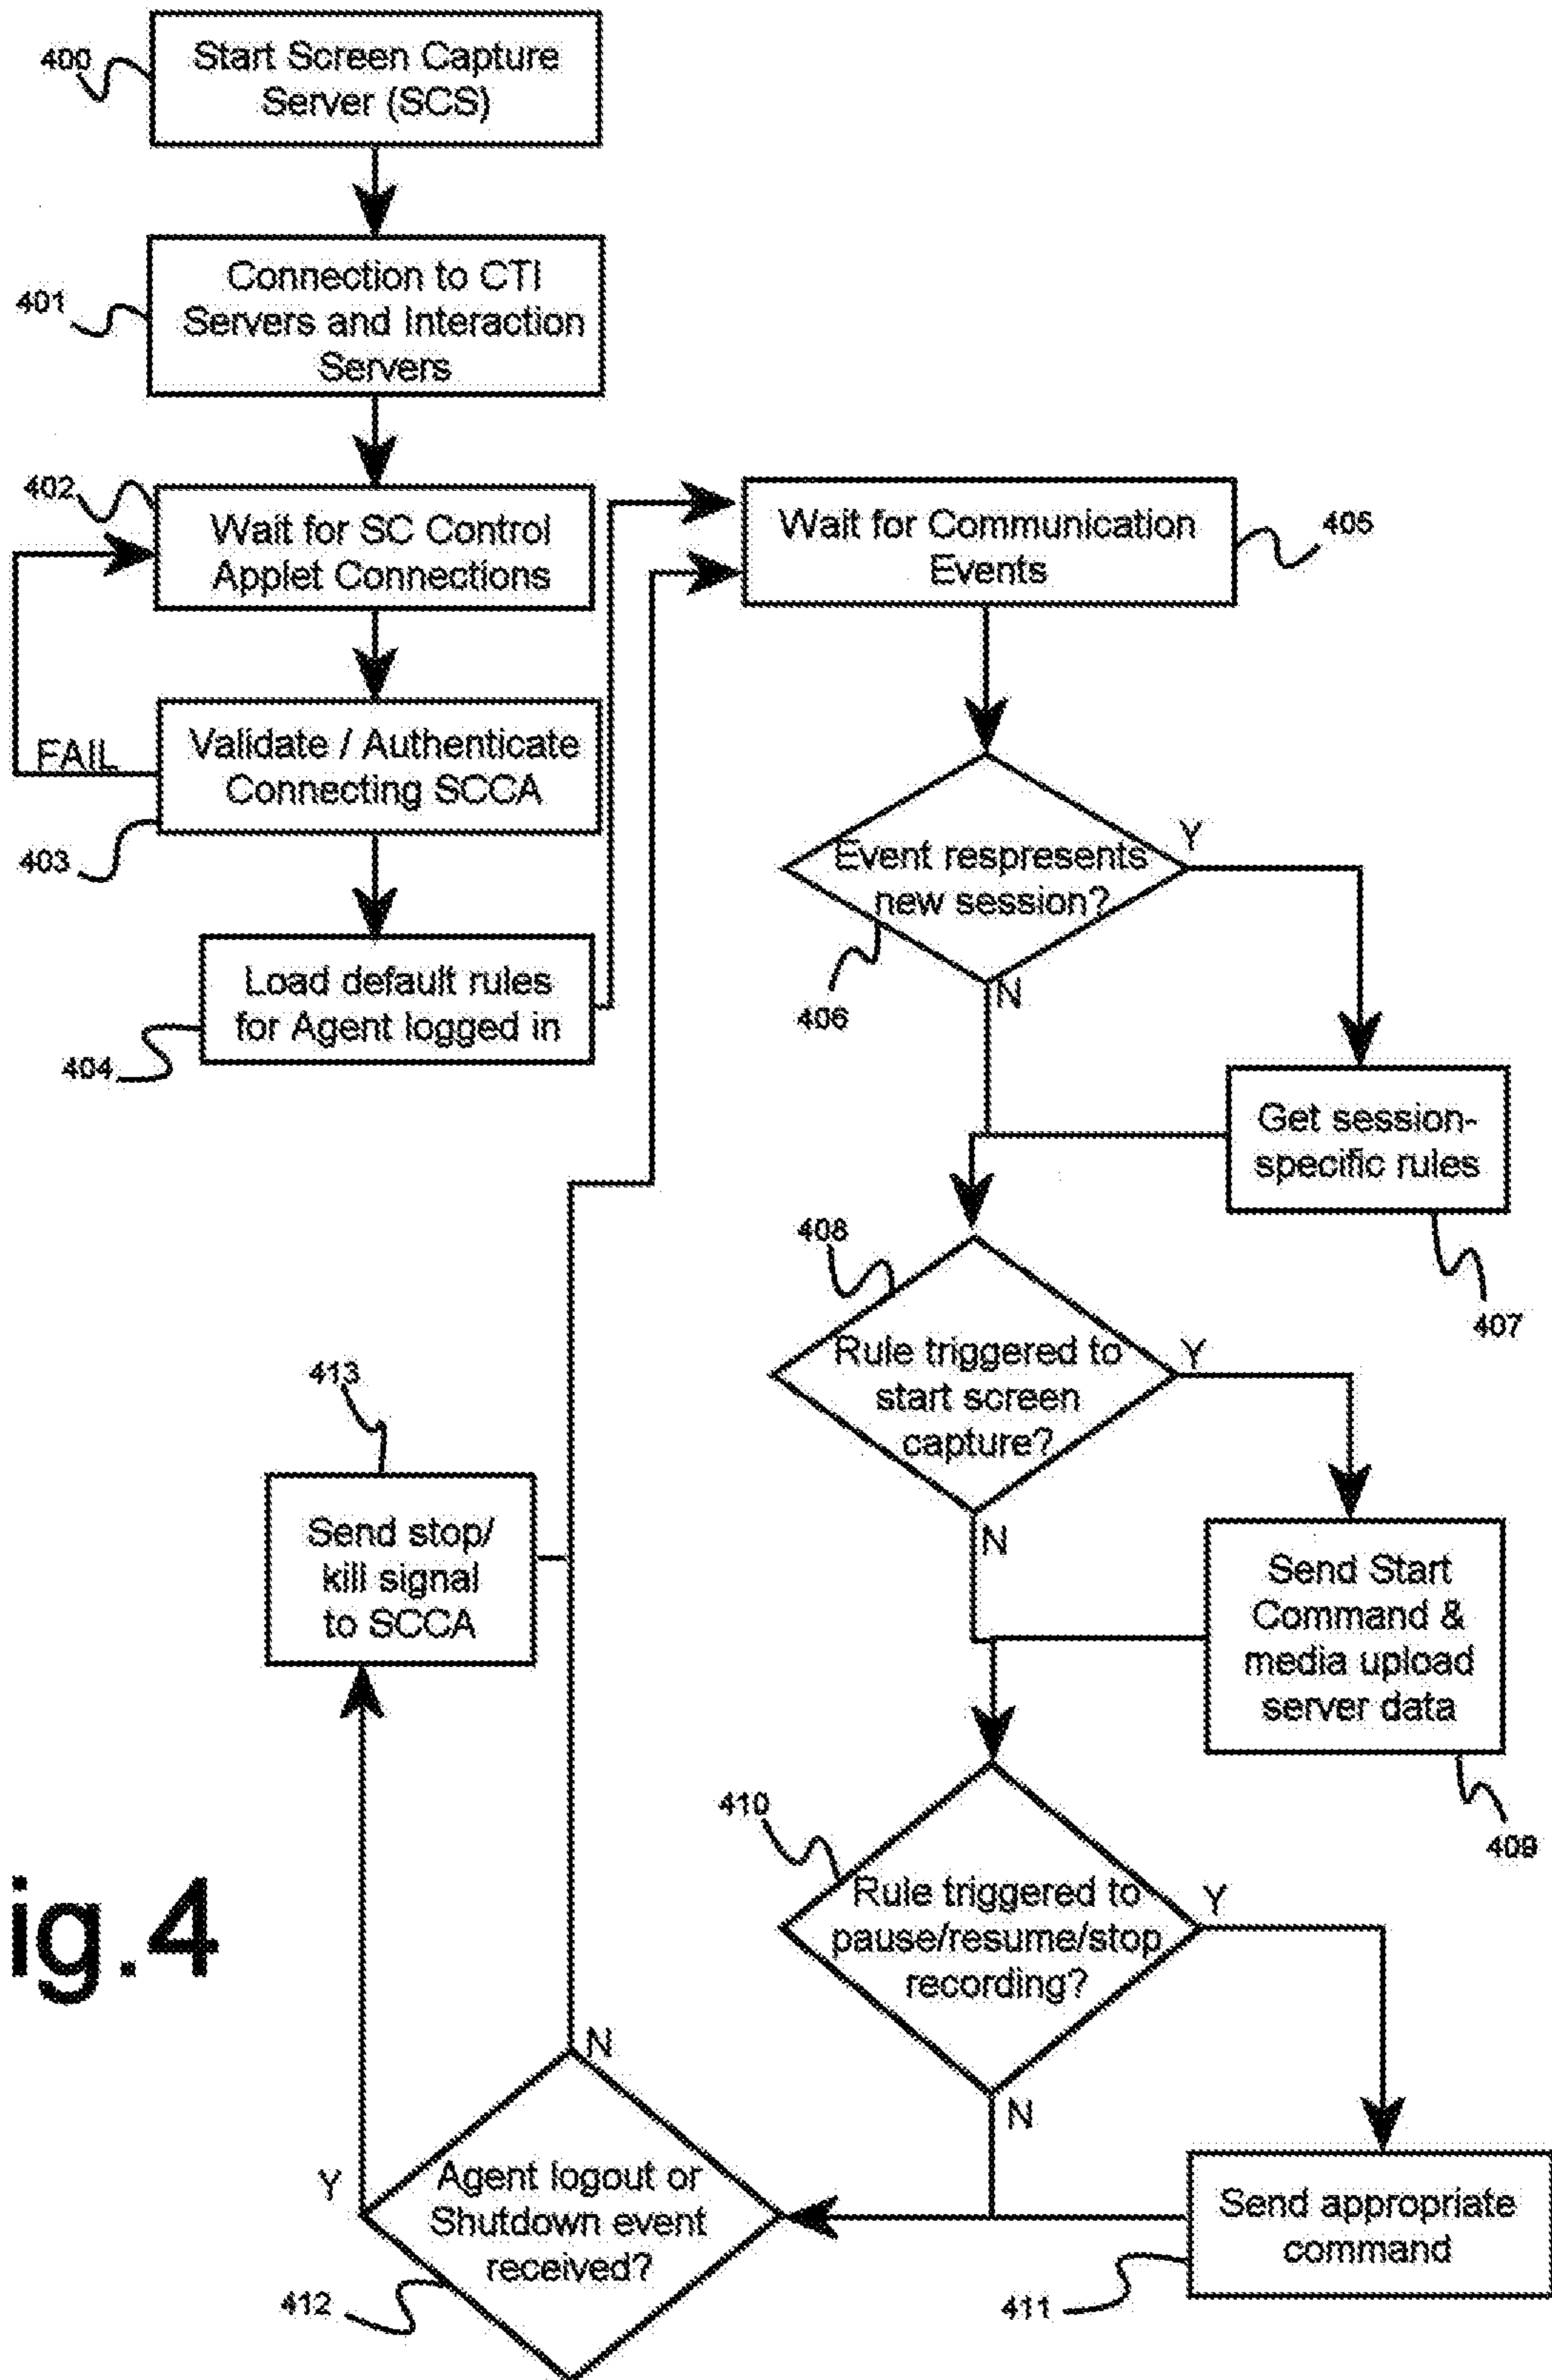 400
Start Screen Capture
Server (SCS)
401
Connection to CTI
Servers and Interaction
Servers
402
Wait for SC Control
Applet Connections
FAIL
Validate / Authenticate
Connecting SCCA
403
Load default rules
for Agent logged in
404
Wait for Communication
Events
405
Event respresents
new session?
Y
N
406
Get session-
specific rules
407
408
Rule triggered to
start screen
capture?
Y
N
Send Start
Command &
media upload
server data
409
410
Rule triggered to
pause/resume/stop
recording?
Y
N
Send appropriate
command
411
Agent logout or
Shutdown event
received?
Y
N
412
413
Send stop/
kill signal
to SCCA
ig.4